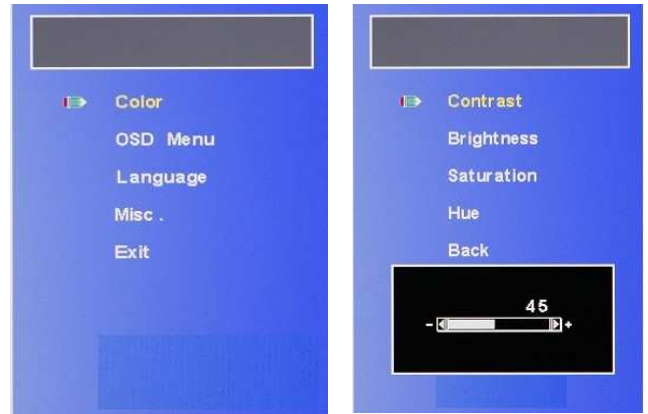 Color
OSD Menu
Language
Misc .
Exit
Contrast
Brightness
Saturation
Hue
Back
45
- +